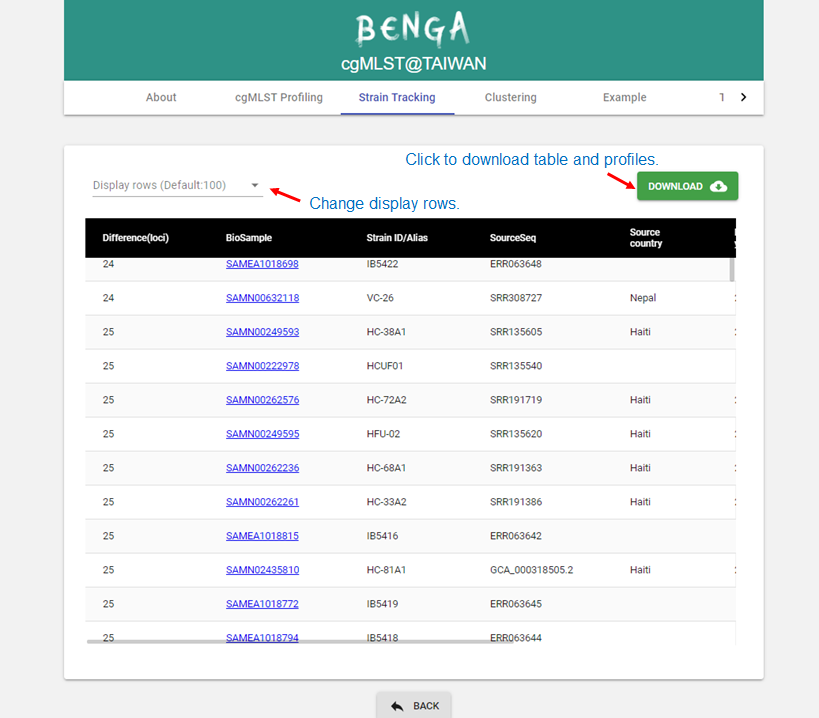 BENGA
cgMLST@TAIWAN
About cgMLST Profiling Strain Tracking Clustering Example
Click to download table and profiles.
Display rows (Default:100)
DOWNLOAD
Change display rows.
Difference(loci) BioSample Strain ID/Alias SourceSeq Source country
24 SAMEA1018698 IB5422 ERR063648
24 SAMN00632118 VC-26 SRR308727 Nepal
25 SAMN00249593 HC-38A1 SRR135605 Haiti
25 SAMN00222978 HCUF01 SRR135540
25 SAMN00262576 HC-72A2 SRR191719 Haiti
25 SAMN00249595 HFU-02 SRR135620 Haiti
25 SAMN00262236 HC-68A1 SRR191363 Haiti
25 SAMN00262261 HC-33A2 SRR191386 Haiti
25 SAMEA1018815 IB5416 ERR063642
25 SAMN02435810 HC-81A1 GCA_000318505.2 Haiti
25 SAMEA1018772 IB5419 ERR063645
25 SAMEA1018794 IB5418 ERR063644
BACK